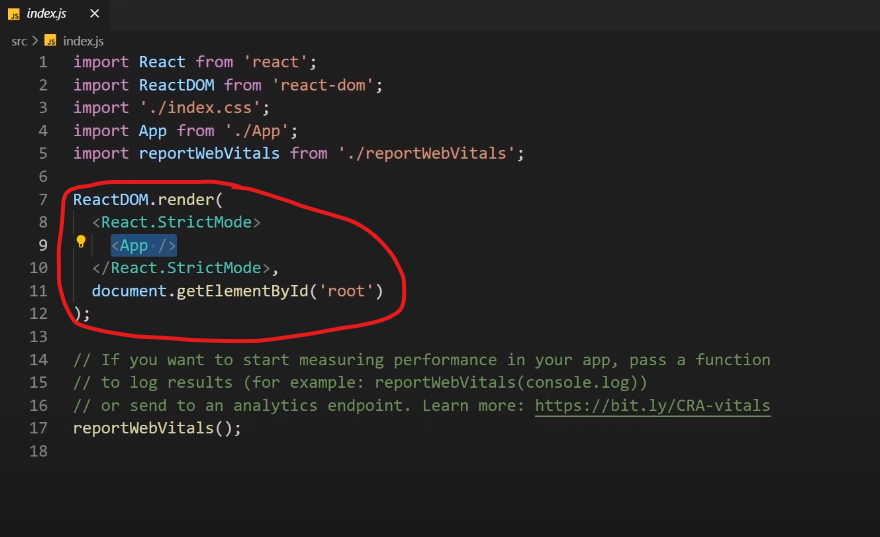 JS index.js ×
src > JS index.js
1 import React from 'react';
2 import ReactDOM from 'react-dom';
3 import './index.css';
4 import App from './App';
5 import reportWebVitals from './reportWebVitals';
6
7 ReactDOM.render(
8   <React.StrictMode>
9     <App />
10   </React.StrictMode>,
11   document.getElementById('root')
12 );
13
14 // If you want to start measuring performance in your app, pass a function
15 // to log results (for example: reportWebVitals(console.log))
16 // or send to an analytics endpoint. Learn more: https://bit.ly/CRA-vitals
17 reportWebVitals();
18